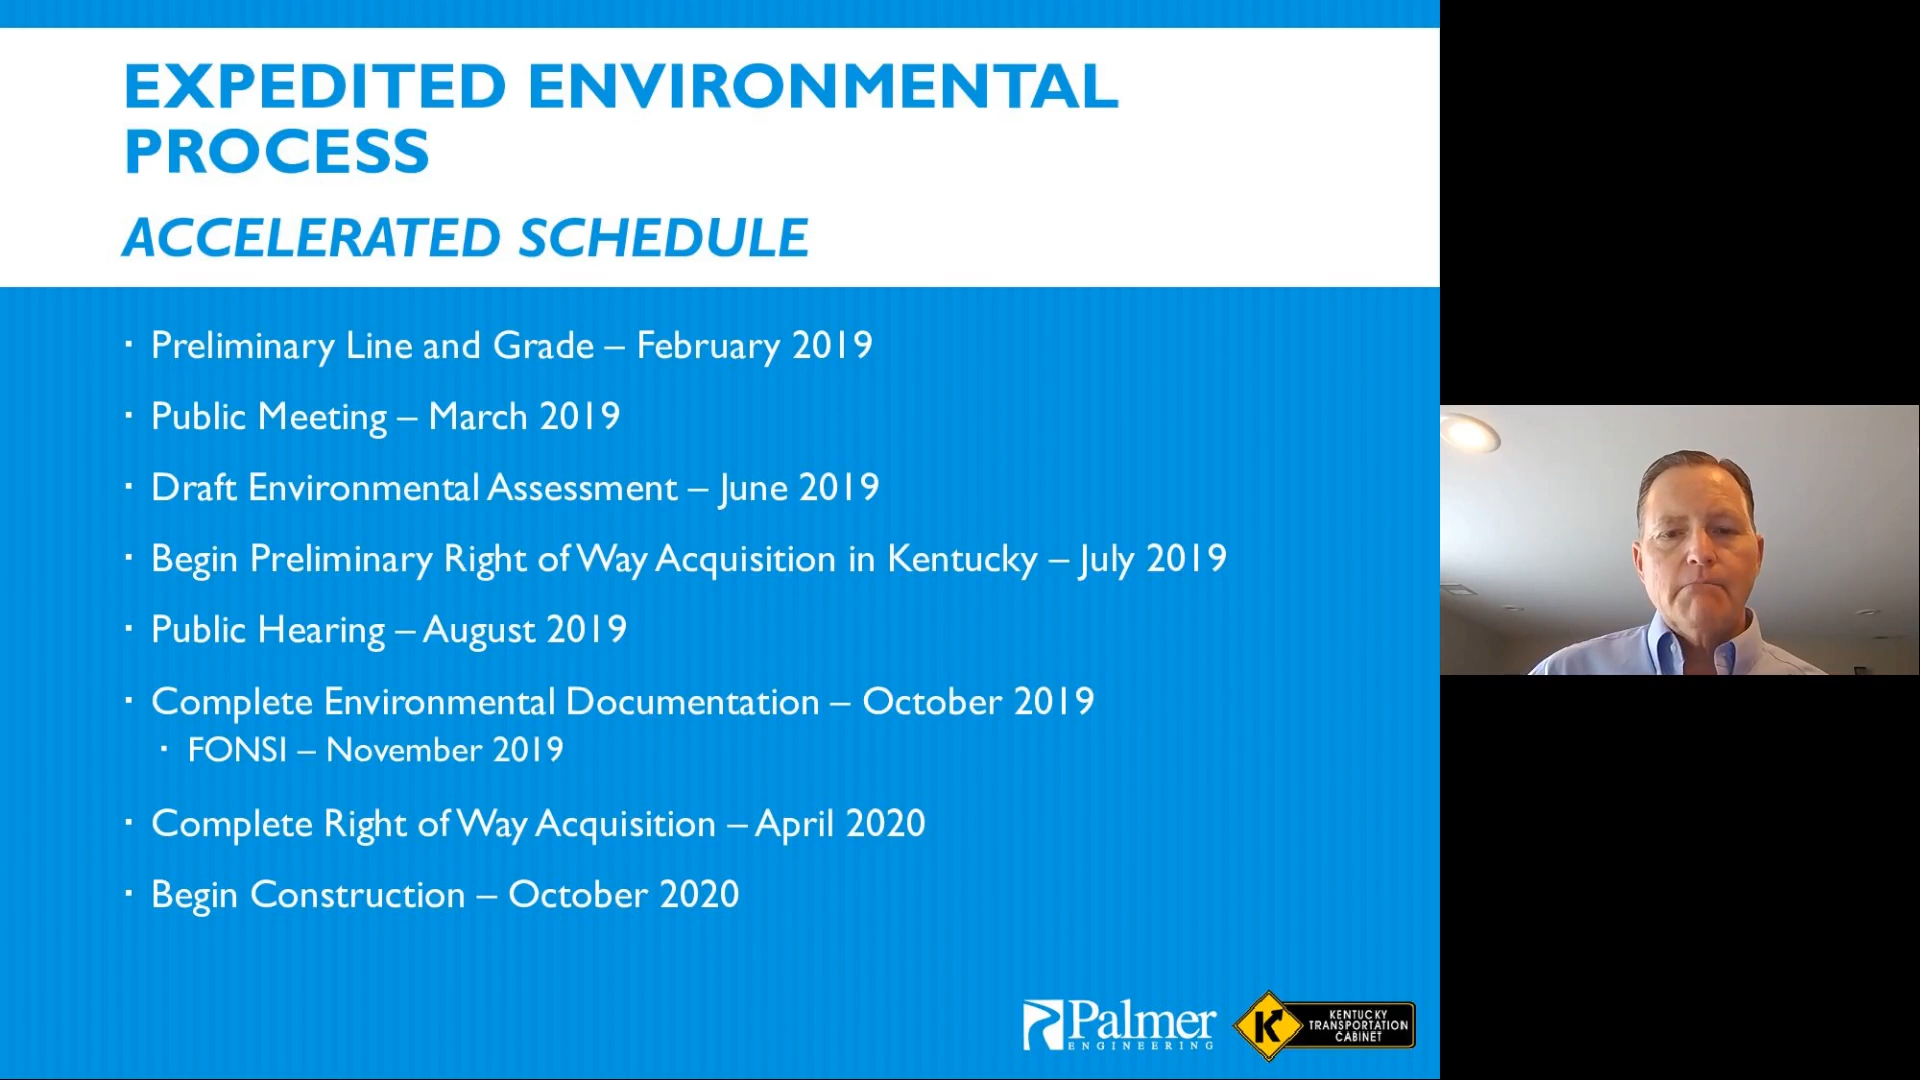 EXPEDITED ENVIRONMENTAL
PROCESS
ACCELERATED SCHEDULE
· Preliminary Line and Grade – February 2019
· Public Meeting – March 2019
· Draft Environmental Assessment – June 2019
· Begin Preliminary Right of Way Acquisition in Kentucky – July 2019
· Public Hearing – August 2019
· Complete Environmental Documentation – October 2019
· FONSI – November 2019
· Complete Right of Way Acquisition – April 2020
· Begin Construction – October 2020
Palmer
ENGINEERING
K
KENTUCKY
TRANSPORTATION
CABINET